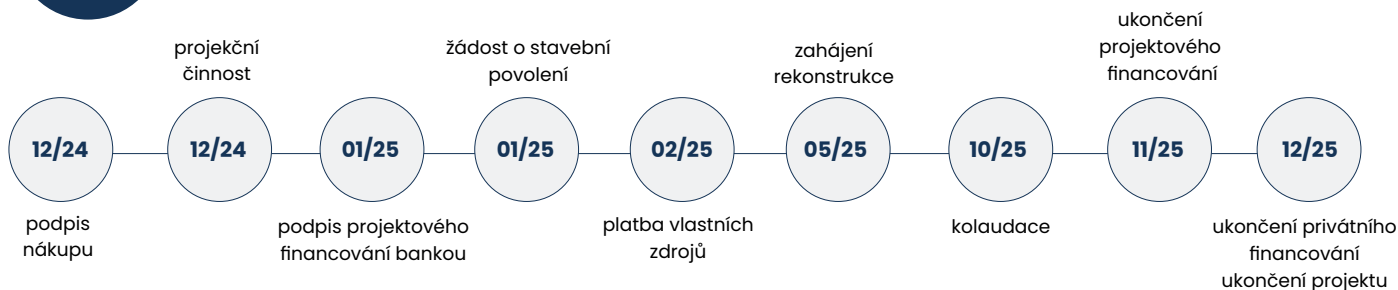 12/24
podpis
nákupu
projekční
činnost
12/24
01/25
podpis projektového
financování bankou
žádost o stavební
povolení
01/25
02/25
platba vlastních
zdrojů
zahájení
rekonstrukce
05/25
10/25
kolaudace
ukončení
projektového
financování
11/25
12/25
ukončení privátního
financování
ukončení projektu